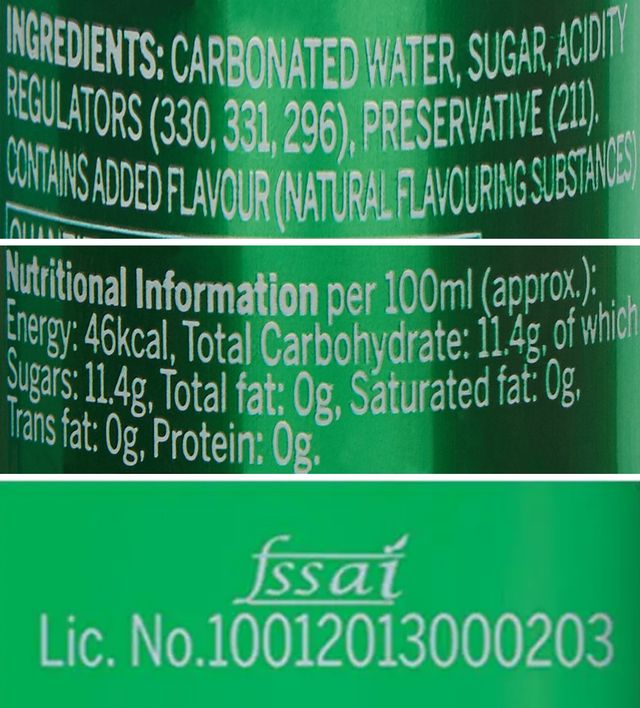 INGREDIENTS: CARBONATED WATER, SUGAR, ACIDITY
REGULATORS (330, 331, 296), PRESERVATIVE (211).
CONTAINS ADDED FLAVOUR (NATURAL FLAVOURING SUBSTANCES)
Nutritional Information per 100ml (approx.):
Energy: 46kcal, Total Carbohydrate: 11.4g, of which
Sugars: 11.4g, Total fat: 0g, Saturated fat: 0g,
Trans fat: 0g, Protein: 0g.
fssai
Lic. No.10012013000203